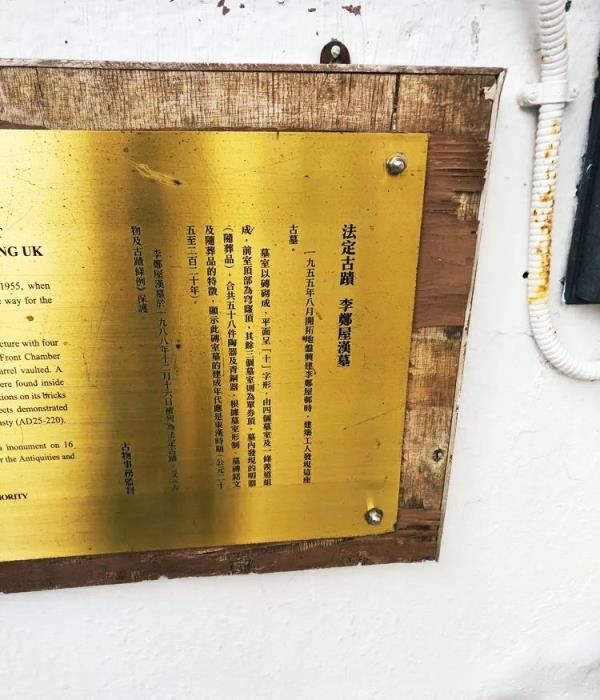 NG UK
1955, when
way for the
cture with four
Front Chamber
arrel vaulted. A
ere found inside
tions on its bricks
ects demonstrated
asty (AD25-220).
a monument on 16
r the Antiquities and
ORITY
法定古蹟 李鄭屋漢墓
一九五五年八月開拓地盤興建李鄭屋邨時，建築工人發現這座
古墓。
墓室以磚砌成，平面呈「十」字形，由四個墓室及一條羨道組
成，前室頂部為穹窿頂，其餘三個墓室則為單券頂。墓內發現的明器
（隨葬品），合共五十八件陶器及青銅器。根據墓室形制、墓磚銘文
及隨葬品的特徵，顯示此磚室墓的建成年代應是東漢時期（公元二十
五至二百二十年）。
李鄭屋漢墓於一九八八年十一月十六日被列為法定古蹟，受《古
物及古蹟條例》保護
古物事務監督